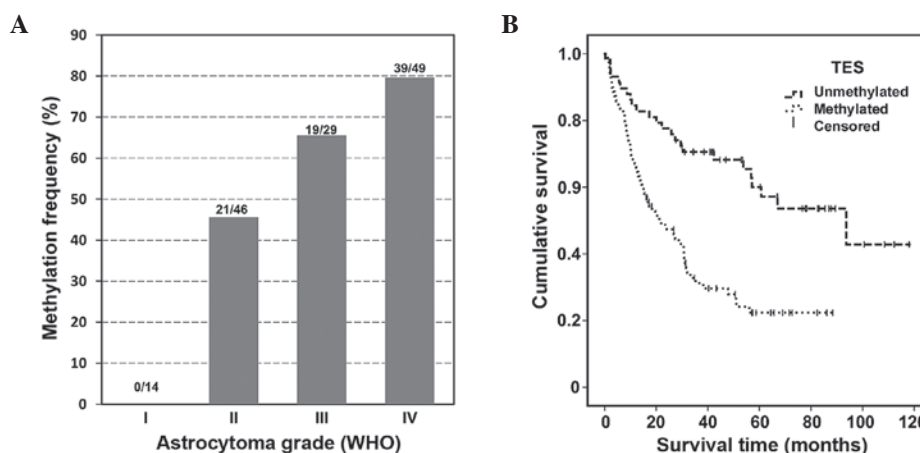 A
Methylation frequency (%)
90
80
70
60
50
40
30
20
10
0
0/14
21/46
19/29
39/49
I II III IV
Astrocytoma grade (WHO)
B
Cumulative survival
1.0
0.8
0.9
0.4
0.2
0
TES
Unmethylated
Methylated
Censored
0 20 40 60 80 100 120
Survival time (months)